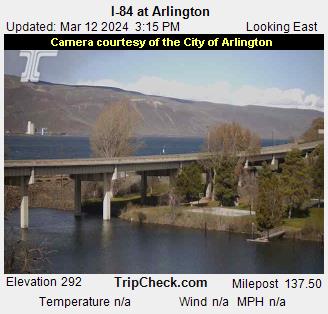 I-84 at Arlington
Updated: Mar 12 2024 3:15 PM Looking East
Camera courtesy of the City of Arlington
Elevation 292 TripCheck.com Milepost 137.50
Temperature n/a Wind n/a MPH n/a